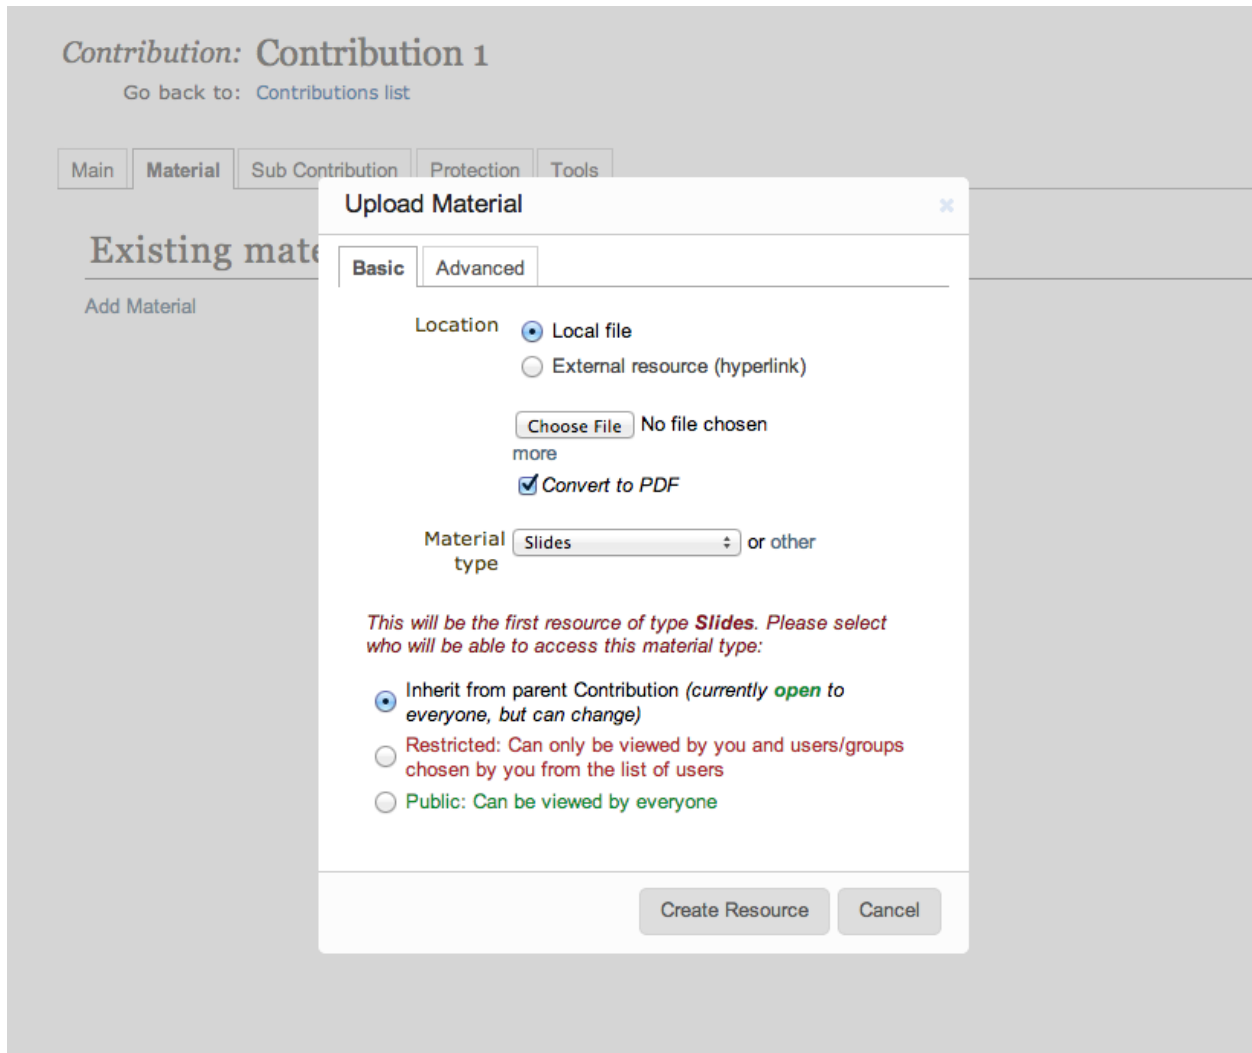 Contribution: Contribution 1
Go back to: Contributions list
Main Material Sub Contribution Protection Tools
Upload Material
Existing mate
Basic Advanced
Add Material
Location Local file
External resource (hyperlink)
Choose File No file chosen
more
Convert to PDF
Material type Slides or other
This will be the first resource of type Slides. Please select
who will be able to access this material type:
Inherit from parent Contribution (currently open to
everyone, but can change)
Restricted: Can only be viewed by you and users/groups
chosen by you from the list of users
Public: Can be viewed by everyone
Create Resource Cancel